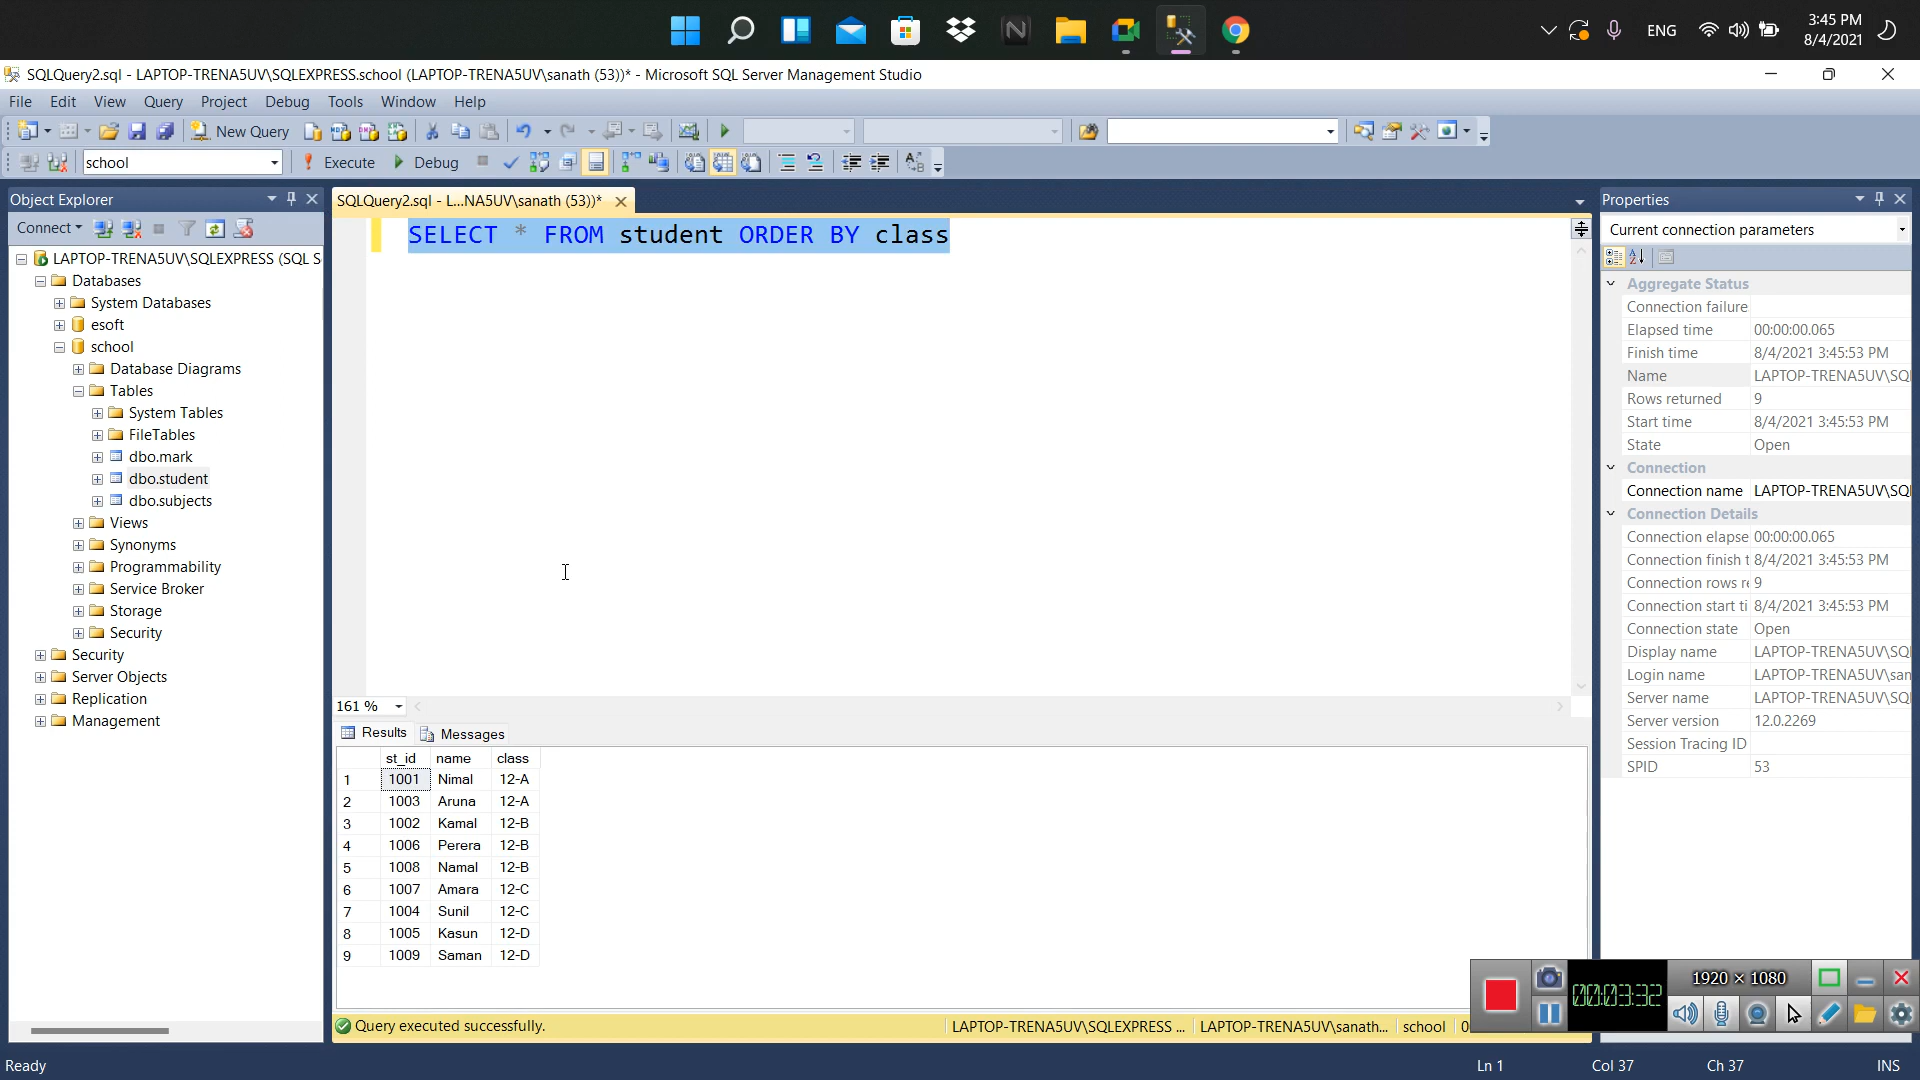 ENG
3:45 PM
8/4/2021
SQLQuery2.sql - LAPTOP-TRENA5UV\SQLEXPRESS.school (LAPTOP-TRENA5UV\sanath (53))* - Microsoft SQL Server Management Studio
File Edit View Query Project Debug Tools Window Help
New Query
school Execute Debug
Object Explorer
Connect
LAPTOP-TRENA5UV\SQLEXPRESS (SQL S
Databases
System Databases
esoft
school
Database Diagrams
Tables
System Tables
FileTables
dbo.mark
dbo.student
dbo.subjects
Views
Synonyms
Programmability
Service Broker
Storage
Security
Security
Server Objects
Replication
Management
SQLQuery2.sql - L...NA5UV\sanath (53))*
SELECT * FROM student ORDER BY class
161 %
Results Messages
st_id name class
1 1001 Nimal 12-A
2 1003 Aruna 12-A
3 1002 Kamal 12-B
4 1006 Perera 12-B
5 1008 Namal 12-B
6 1007 Amara 12-C
7 1004 Sunil 12-C
8 1005 Kasun 12-D
9 1009 Saman 12-D
Query executed successfully. LAPTOP-TRENA5UV\SQLEXPRESS ... LAPTOP-TRENA5UV\sanath... school 0
Properties
Current connection parameters
Aggregate Status
Connection failure
Elapsed time 00:00:00.065
Finish time 8/4/2021 3:45:53 PM
Name LAPTOP-TRENA5UV\SQ
Rows returned 9
Start time 8/4/2021 3:45:53 PM
State Open
Connection
Connection name LAPTOP-TRENA5UV\SQ
Connection Details
Connection elapse 00:00:00.065
Connection finish t 8/4/2021 3:45:53 PM
Connection rows re 9
Connection start ti 8/4/2021 3:45:53 PM
Connection state Open
Display name LAPTOP-TRENA5UV\SQ
Login name LAPTOP-TRENA5UV\san
Server name LAPTOP-TRENA5UV\SQ
Server version 12.0.2269
Session Tracing ID
SPID 53
1920 × 1080
00:03:32
Ready Ln 1 Col 37 Ch 37 INS